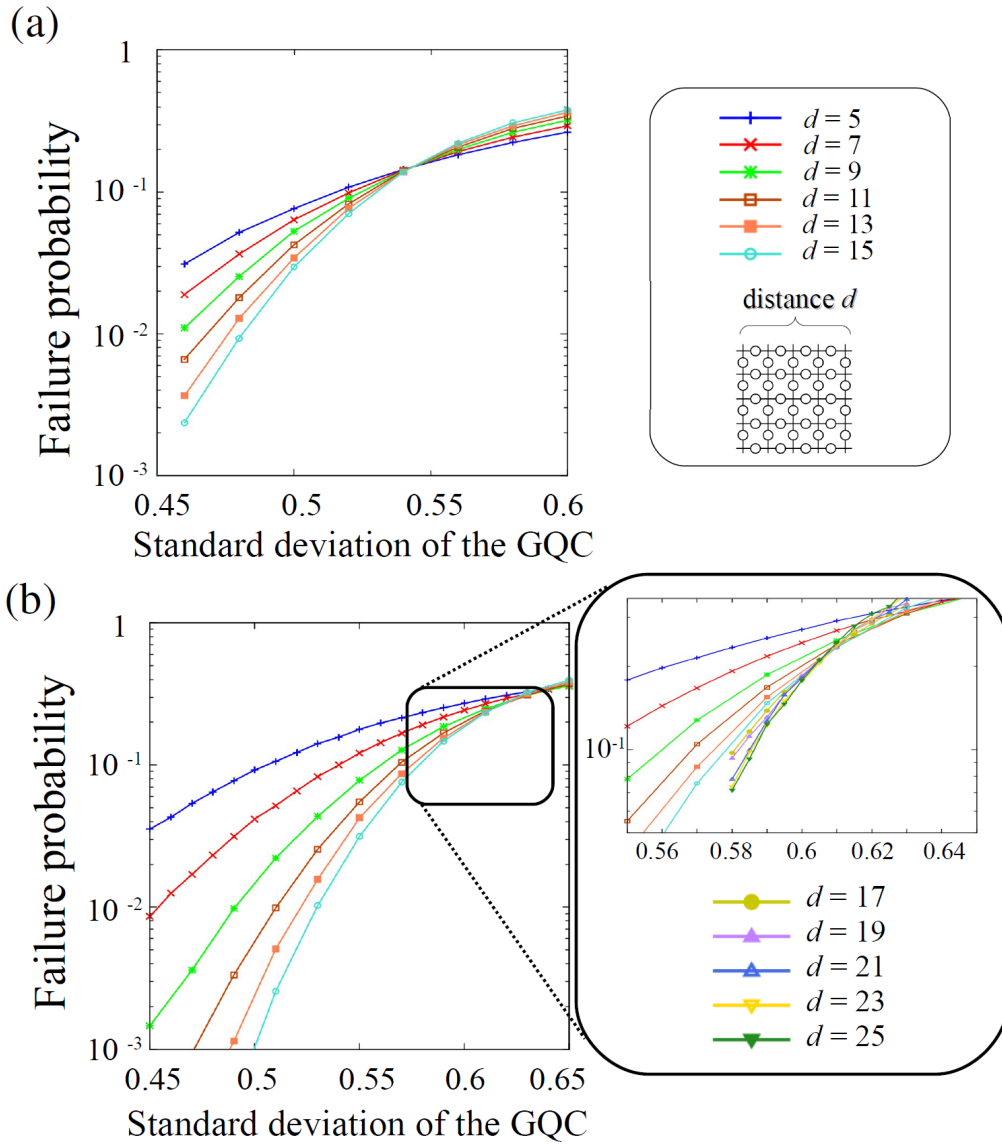 (a)
1
10^-1
10^-2
10^-3
Failure probability
0.45 0.5 0.55 0.6
Standard deviation of the GQC
d = 5
d = 7
d = 9
d = 11
d = 13
d = 15
distance d
(b)
1
10^-1
10^-2
10^-3
Failure probability
0.45 0.5 0.55 0.6 0.65
Standard deviation of the GQC
10^-1
0.56 0.58 0.6 0.62 0.64
d = 17
d = 19
d = 21
d = 23
d = 25